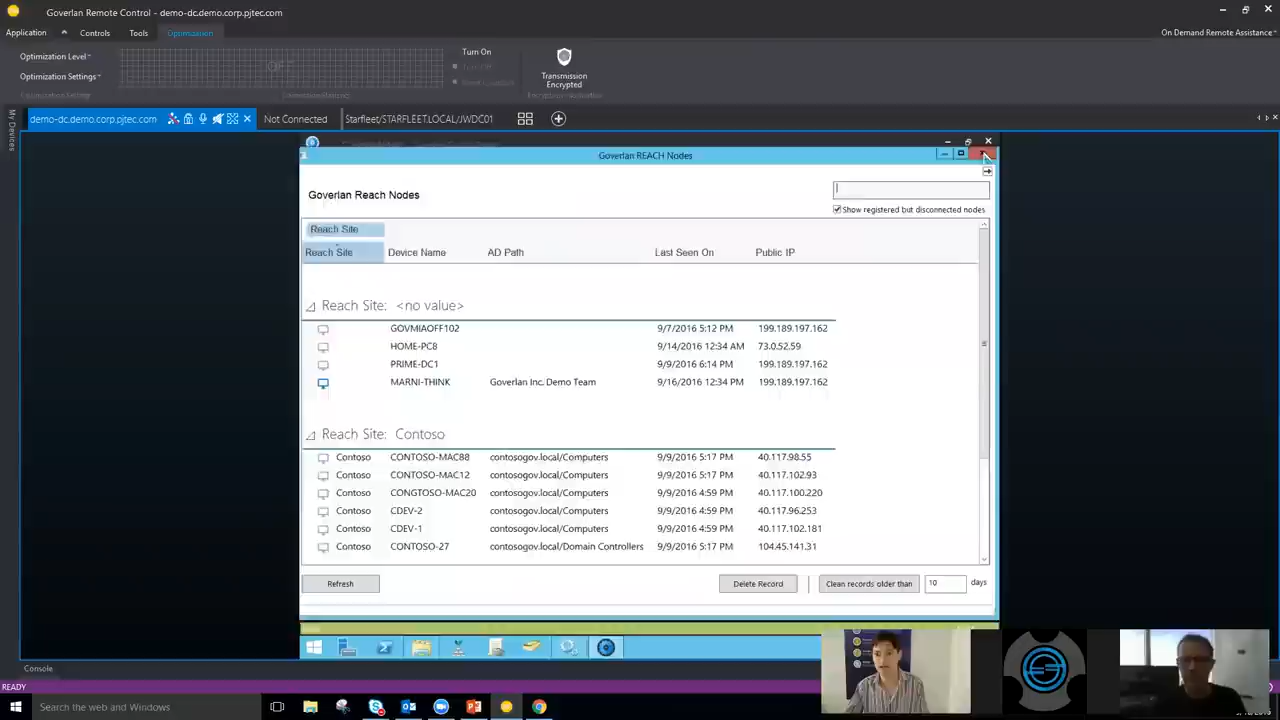 Goverlan Remote Control - demo-dc.demo.corp.pjtec.com
Application Controls Tools Optimization On Demand Remote Assistance
Optimization Level
Optimization Settings
OFF
Turn On
Transmission
Encrypted
My Devices
demo-dc.demo.corp.pjtec.com Not Connected Starfleet/STARFLEET.LOCAL/JWDC01
Goverlan REACH Nodes
Goverlan Reach Nodes
Show registered but disconnected nodes
Reach Site
Reach Site Device Name AD Path Last Seen On Public IP
Reach Site: <no value>
GOVMIAOFF102 9/7/2016 5:12 PM 199.189.197.162
HOME-PC8 9/14/2016 12:34 AM 73.0.52.59
PRIME-DC1 9/9/2016 6:14 PM 199.189.197.162
MARNI-THINK Goverlan Inc. Demo Team 9/16/2016 12:34 PM 199.189.197.162
Reach Site: Contoso
Contoso CONTOSO-MAC88 contosogov.local/Computers 9/9/2016 5:17 PM 40.117.98.55
Contoso CONTOSO-MAC12 contosogov.local/Computers 9/9/2016 5:17 PM 40.117.102.93
Contoso CONGTOSO-MAC20 contosogov.local/Computers 9/9/2016 4:59 PM 40.117.100.220
Contoso CDEV-2 contosogov.local/Computers 9/9/2016 4:59 PM 40.117.96.253
Contoso CDEV-1 contosogov.local/Computers 9/9/2016 4:59 PM 40.117.102.181
Contoso CONTOSO-27 contosogov.local/Domain Controllers 9/9/2016 5:17 PM 104.45.141.31
Refresh Delete Record Clean records older than 10 days
Console
READY
Search the web and Windows